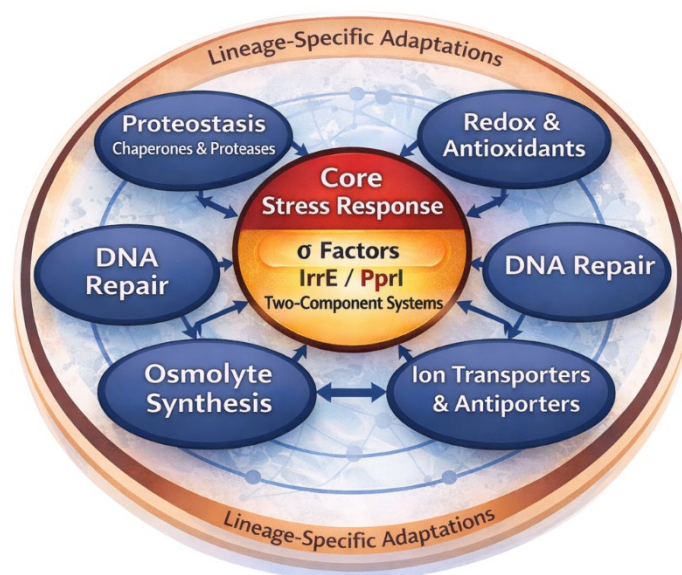 Lineage-Specific Adaptations
Proteostasis
Chaperones & Proteases
Redox &
Antioxidants
Core
Stress Response
σ Factors
IrrE / PprI
Two-Component Systems
DNA
Repair
DNA Repair
Osmolyte
Synthesis
Ion Transporters
& Antiporters
Lineage-Specific Adaptations